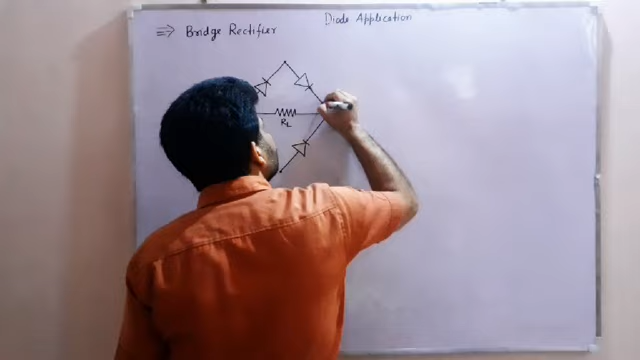 Diode Application
⇒ Bridge Rectifier
RL